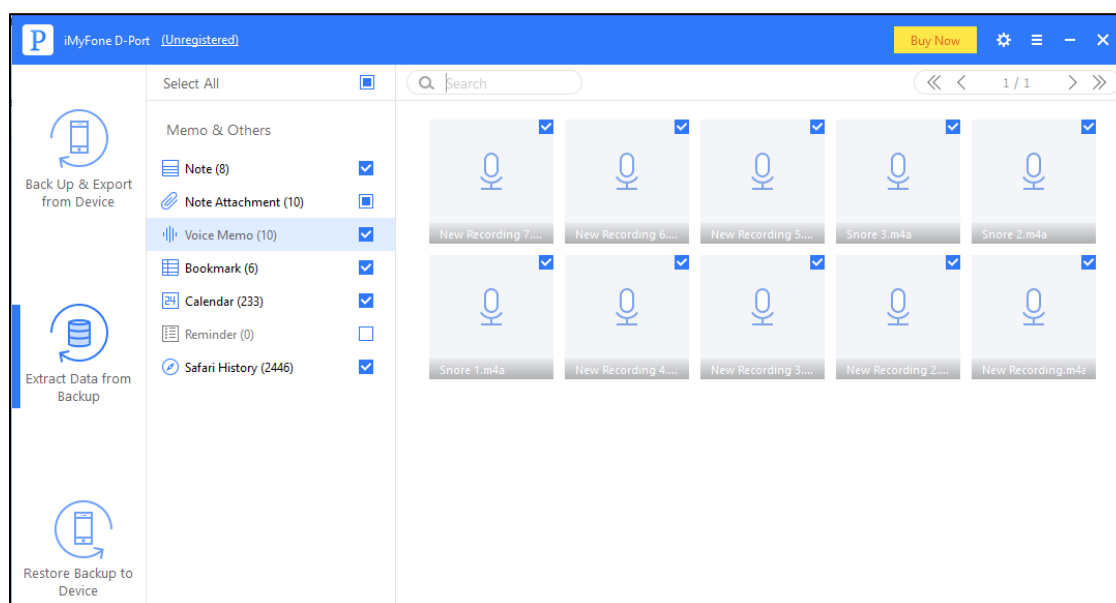 P iMyFone D-Port (Unregistered)
Buy Now
Select All
Search
1 / 1
Back Up & Export
from Device
Extract Data from
Backup
Restore Backup to
Device
Memo & Others
Note (8)
Note Attachment (10)
Voice Memo (10)
Bookmark (6)
24 Calendar (233)
Reminder (0)
Safari History (2446)
New Recording 7....
New Recording 6....
New Recording 5....
Snore 3.m4a
Snore 2.m4a
Snore 1.m4a
New Recording 4....
New Recording 3....
New Recording 2....
New Recording.m4a